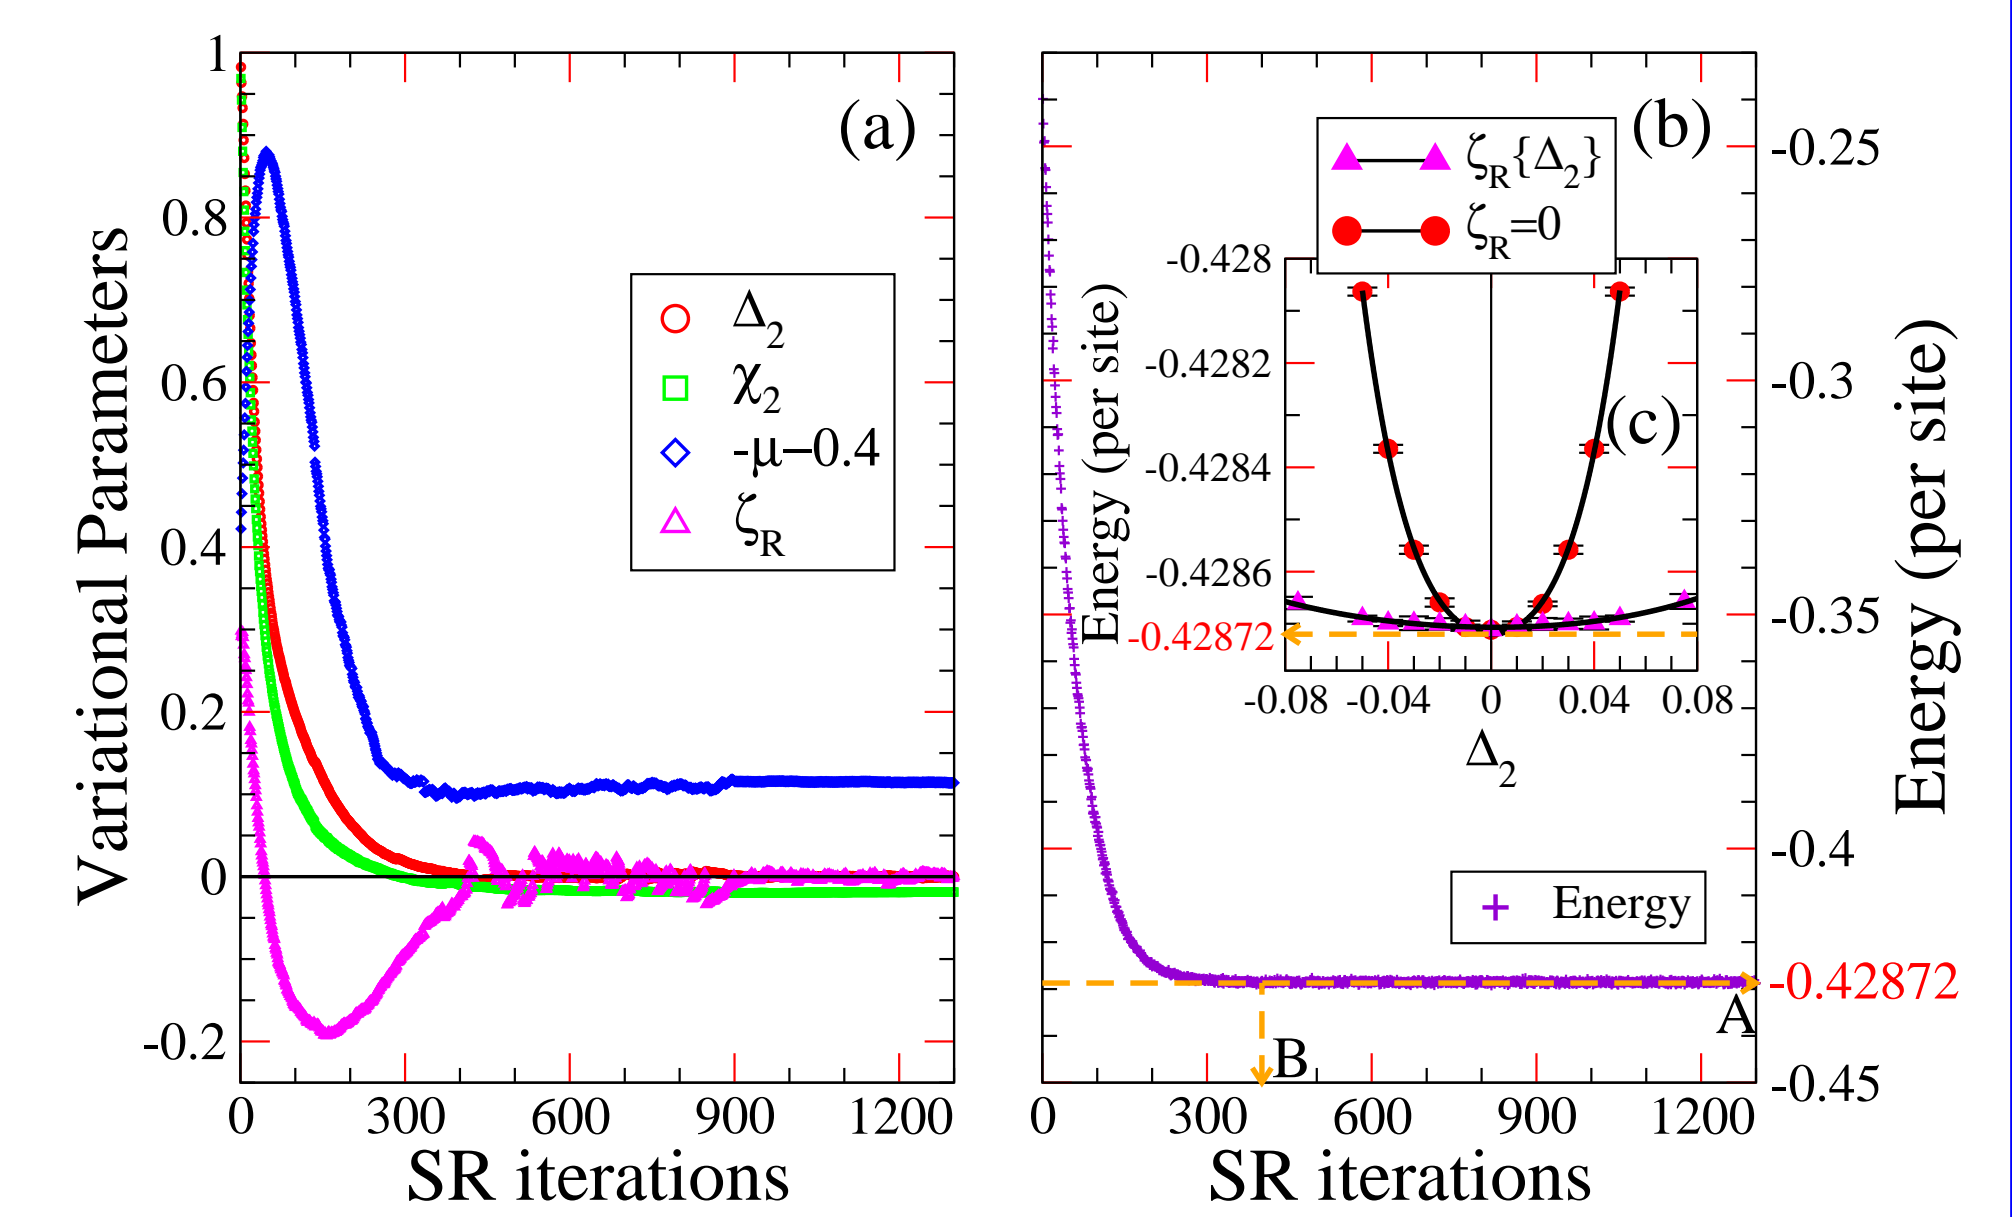 (a)
1
0.8
0.6
0.4
0.2
0
-0.2
Variational Parameters
Δ2
χ2
-μ−0.4
ζR
0 300 600 900 1200
SR iterations
(b)
ζR{Δ2}
ζR=0
-0.25
-0.3
-0.35
-0.4
-0.42872
-0.45
Energy (per site)
(c)
-0.428
-0.4282
-0.4284
-0.4286
-0.42872
Energy (per site)
-0.08 -0.04 0 0.04 0.08
Δ2
Energy
A
B
0 300 600 900 1200
SR iterations